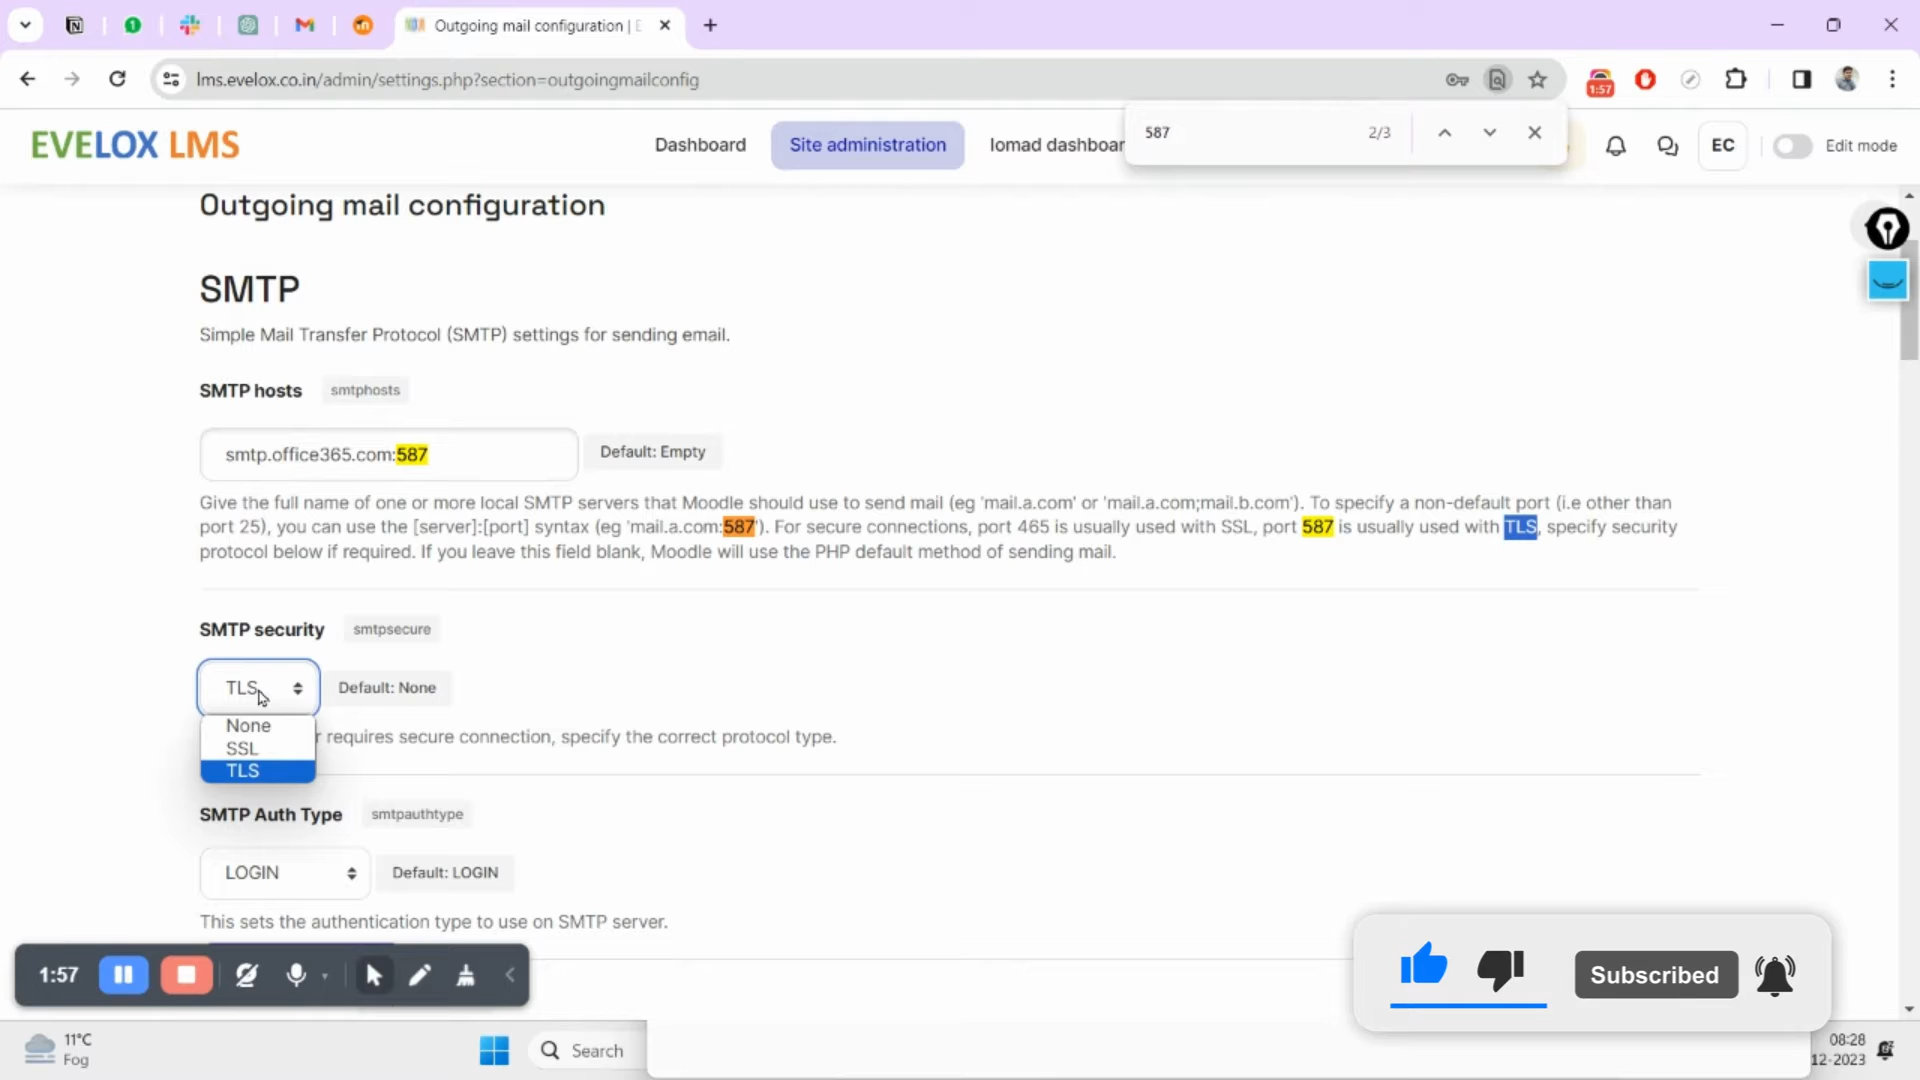 Outgoing mail configuration | E
lms.evelox.co.in/admin/settings.php?section=outgoingmailconfig
1:57
587
2/3
EVELOX LMS
Dashboard
Site administration
Iomad dashboar
EC
Edit mode
Outgoing mail configuration
SMTP
Simple Mail Transfer Protocol (SMTP) settings for sending email.
SMTP hosts
smtphosts
smtp.office365.com:587
Default: Empty
Give the full name of one or more local SMTP servers that Moodle should use to send mail (eg 'mail.a.com' or 'mail.a.com;mail.b.com'). To specify a non-default port (i.e other than
port 25), you can use the [server]:[port] syntax (eg 'mail.a.com:587'). For secure connections, port 465 is usually used with SSL, port 587 is usually used with TLS, specify security
protocol below if required. If you leave this field blank, Moodle will use the PHP default method of sending mail.
SMTP security
smtpsecure
TLS
Default: None
None
SSL
TLS
r requires secure connection, specify the correct protocol type.
SMTP Auth Type
smtpauthtype
LOGIN
Default: LOGIN
This sets the authentication type to use on SMTP server.
1:57
Subscribed
11°C
Fog
Search
08:28
12-2023